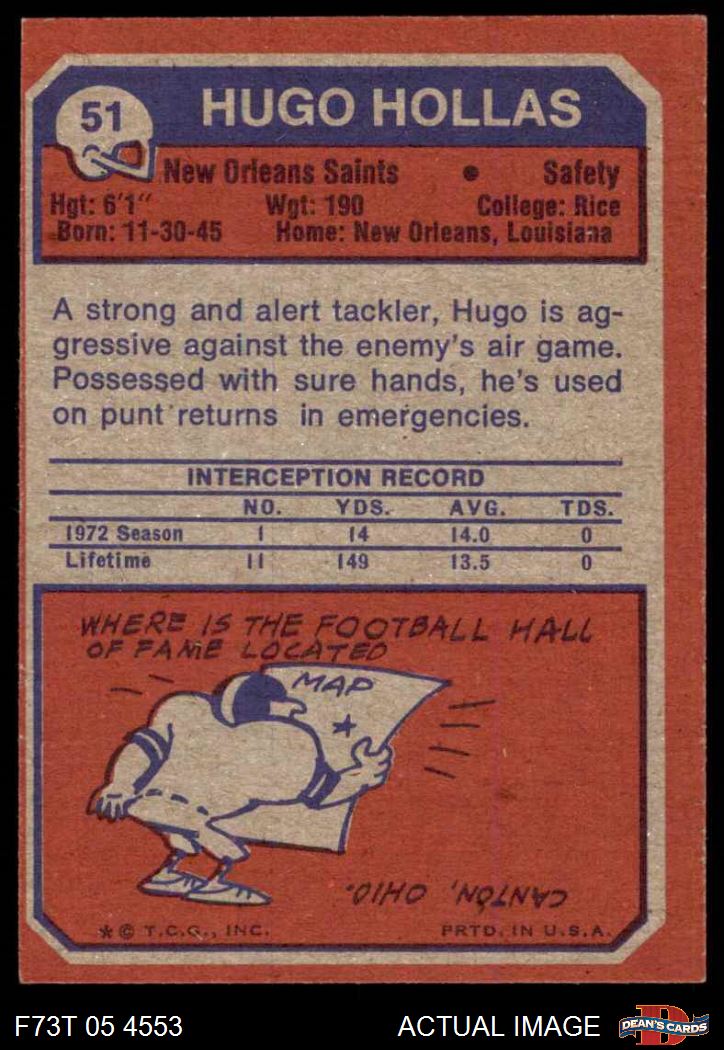 51
HUGO HOLLAS
New Orleans Saints • Safety
Hgt: 6'1" Wgt: 190 College: Rice
Born: 11-30-45 Home: New Orleans, Louisiana
A strong and alert tackler, Hugo is ag-
gressive against the enemy's air game.
Possessed with sure hands, he's used
on punt returns in emergencies.
INTERCEPTION RECORD
NO. YDS. AVG. TDS.
1972 Season 1 14 14.0 0
Lifetime 11 149 13.5 0
WHERE IS THE FOOTBALL HALL
OF FAME LOCATED
MAP
CANTON, OHIO.
* © T.C.G., INC. PRTD. IN U.S.A.
F73T 05 4553 ACTUAL IMAGE
D
DEAN'S CARDS